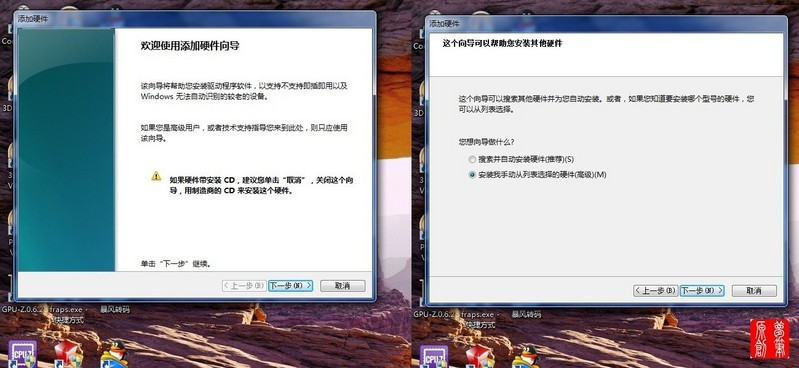 添加硬件
欢迎使用添加硬件向导
该向导将帮助您安装驱动程序软件，以支持不支持即插即用以及
Windows 无法自动识别的较老的设备。
如果您是高级用户，或者技术支持指导您来到此处，则只应使用
该向导。
如果硬件带安装 CD，建议您单击“取消”，关闭这个向
导，用制造商的 CD 来安装这个硬件。
单击“下一步”继续。
< 上一步(B)
下一步(N) >
取消
GPU-Z.0.6.2
fraps.exe -
快捷方式
暴风转码
CPU-Z
添加硬件
这个向导可以帮助您安装其他硬件
这个向导可以搜索其他硬件并为您自动安装。或者，如果您知道要安装哪个型号的硬件，您
可以从列表选择。
您想向导做什么?
搜索并自动安装硬件(推荐)(S)
安装我手动从列表选择的硬件(高级)(M)
< 上一步(B)
下一步(N) >
取消
GPU-Z.0.6.2
fraps.exe -
快捷方式
暴风转码
CPU-Z
原創